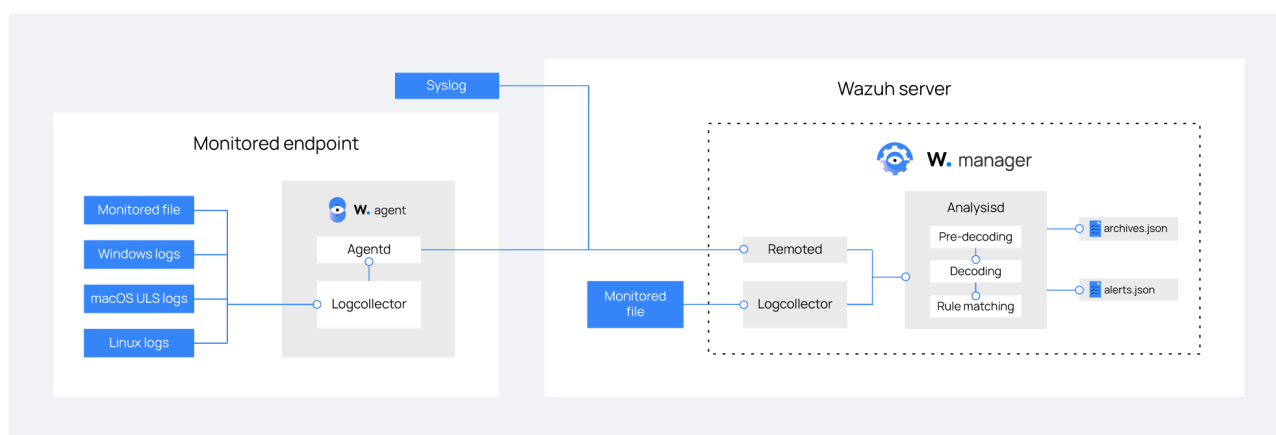 Syslog
Wazuh server
Monitored endpoint
W. manager
Monitored file
Windows logs
macOS ULS logs
Linux logs
W. agent
Agentd
Logcollector
Remoted
Monitored
file
Logcollector
Analysisd
Pre-decoding
Decoding
Rule matching
archives.json
alerts.json